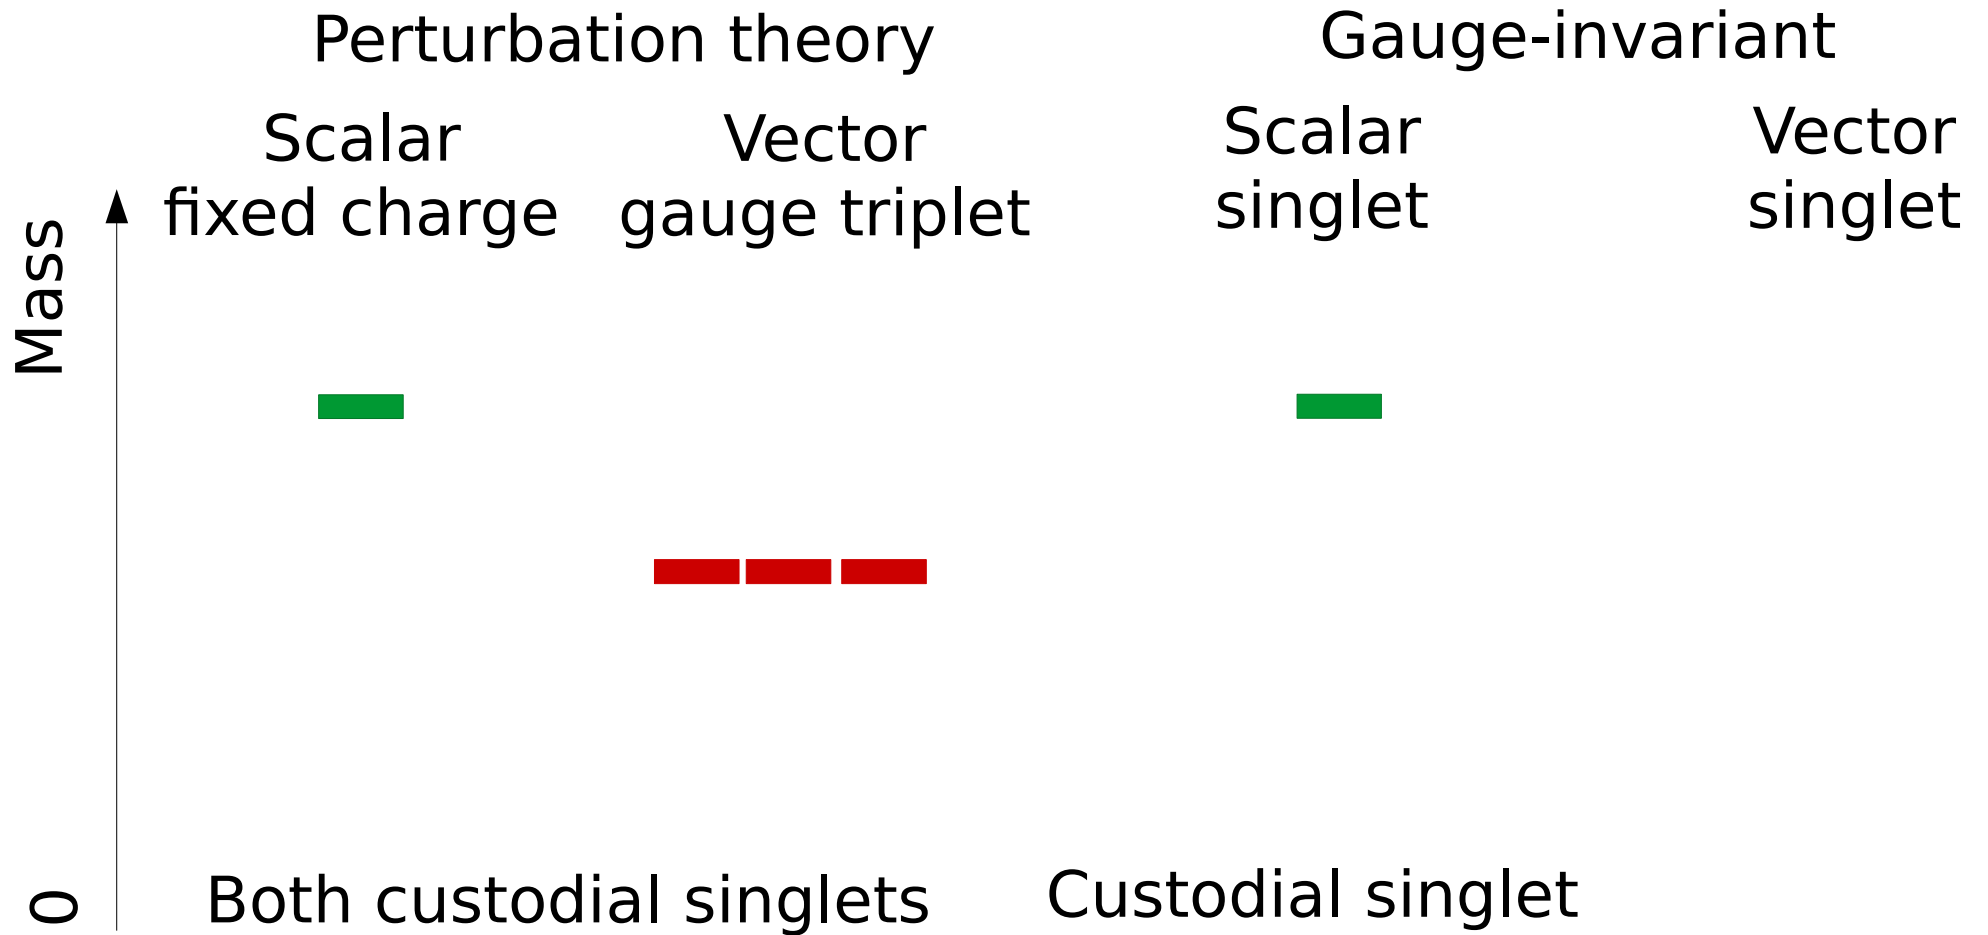 Perturbation theory
Gauge-invariant
Scalar
fixed charge
Vector
gauge triplet
Scalar
singlet
Vector
singlet
Mass
0
Both custodial singlets
Custodial singlet